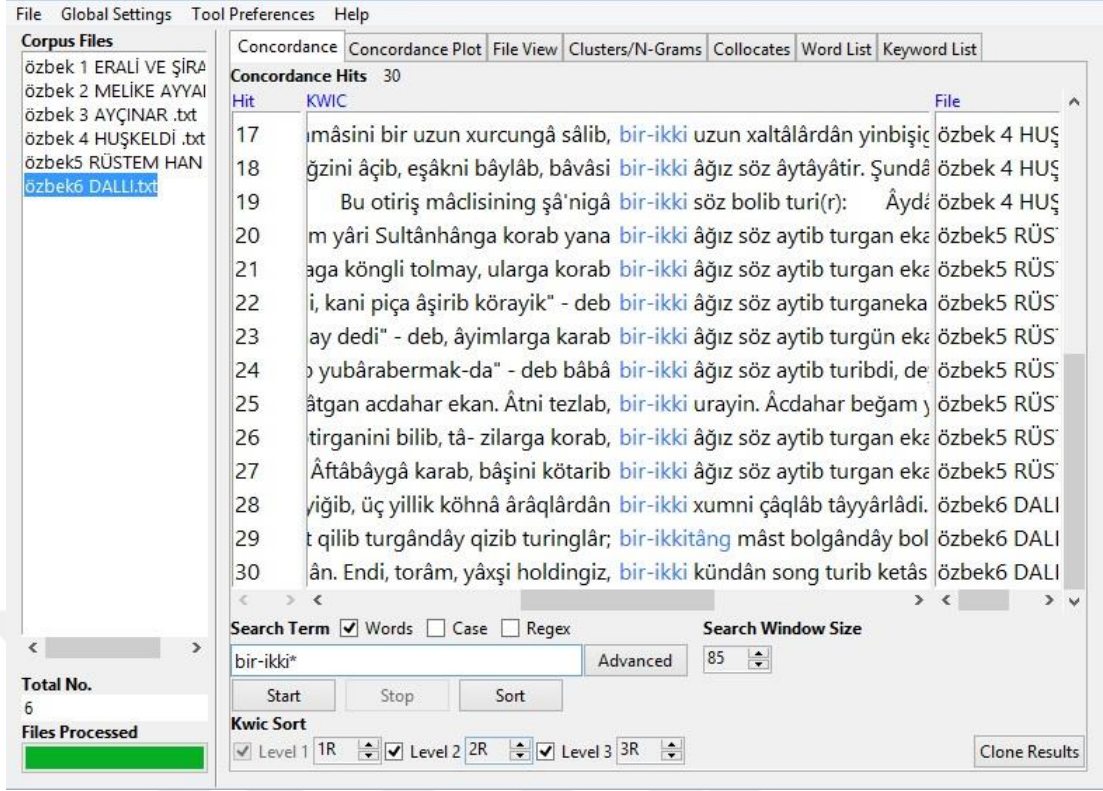 File Global Settings Tool Preferences Help
Corpus Files
özbek 1 ERALİ VE ŞİRA
özbek 2 MELİKE AYYAI
özbek 3 AYÇINAR .txt
özbek 4 HUŞKELDİ .txt
özbek5 RÜSTEM HAN
özbek6 DALLI.txt
Total No.
6
Files Processed
Concordance Concordance Plot File View Clusters/N-Grams Collocates Word List Keyword List
Concordance Hits 30
Hit KWIC File
17 amâsini bir uzun xurcungâ sâlib, bir-ikki uzun xaltâlârdân yinbişiç özbek 4 HUŞ
18 ğzini âçib, eşâkni bâylâb, bâvâsi bir-ikki âğız söz âytâyâtir. Şundâ özbek 4 HUŞ
19 Bu otiriş mâclisining şâ'nigâ bir-ikki söz bolib turi(r): Âydâ özbek 4 HUŞ
20 m yâri Sultânhânga korab yana bir-ikki âğız söz aytib turgan eka özbek5 RÜS
21 aga köngli tolmay, ularga korab bir-ikki âğız söz aytib turgan eka özbek5 RÜS
22 i, kani piça âşirib körayik" - deb bir-ikki âğız söz aytib turganeka özbek5 RÜS
23 ay dedi" - deb, âyimlarga karab bir-ikki âğız söz aytib turgün eka özbek5 RÜS
24 yubârabermak-da" - deb bâbâ bir-ikki âğız söz aytib turibdi, de özbek5 RÜS
25 âtgan acdahar ekan. Âtni tezlab, bir-ikki urayin. Âcdahar beğam özbek5 RÜS
26 tirganini bilib, tâ- zilarga korab, bir-ikki âğız söz aytib turgan eka özbek5 RÜS
27 Âftâbâygâ karab, bâşini kötarib bir-ikki âğız söz aytib turgan eka özbek5 RÜS
28 yiğib, üç yillik köhnâ ârâqlârdân bir-ikki xumni çâqlâb tâyyârlâdi. özbek6 DALI
29 t qilib turgândây qizib turinglâr; bir-ikkitâng mâst bolgândây bol özbek6 DALI
30 ân. Endi, torâm, yâxşi holdingiz, bir-ikki kündân song turib ketâs özbek6 DALI
Search Term Words Case Regex Search Window Size
bir-ikki* Advanced 85
Start Stop Sort
Kwic Sort
Level 1 1R Level 2 2R Level 3 3R Clone Results